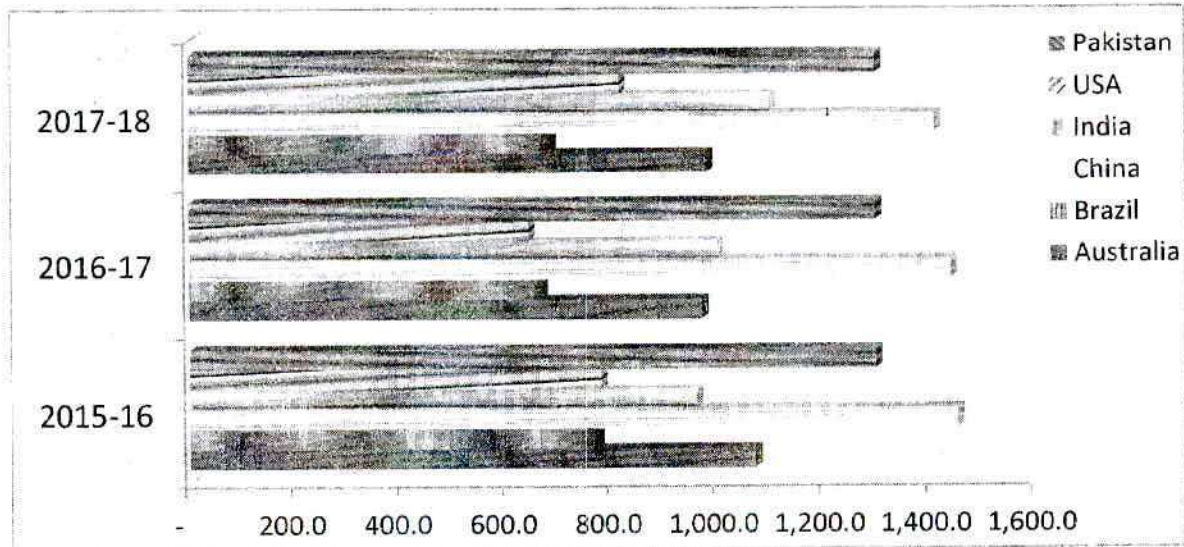 Pakistan
USA
2017-18
India
China
Brazil
2016-17
Australia
2015-16
- 200.0 400.0 600.0 800.0 1,000.0 1,200.0 1,400.0 1,600.0